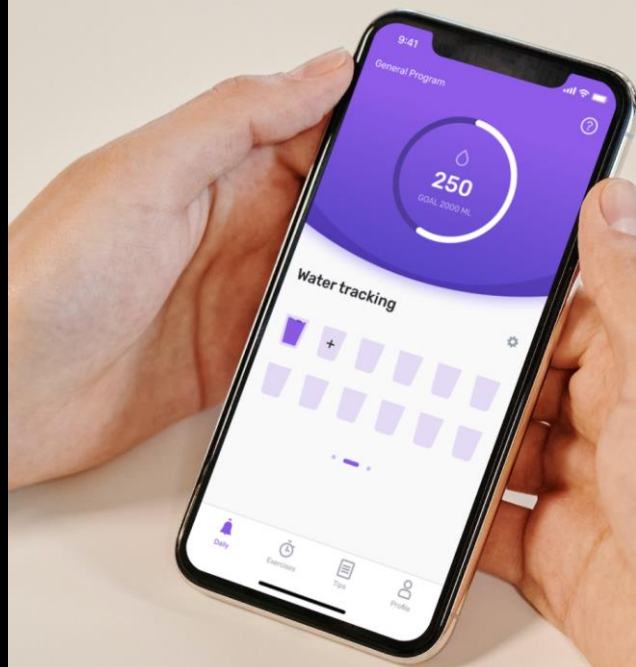 9:41
General Program
?
250
GOAL 2000 ML
Water tracking
+
Daily
Exercises
Tips
Profile